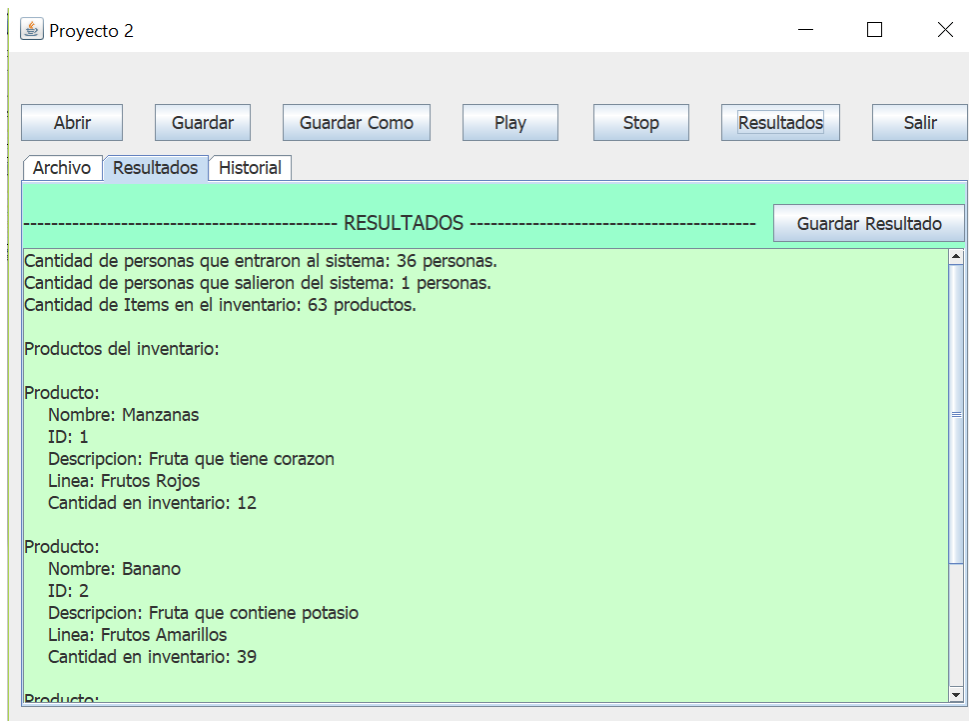 Proyecto 2
Abrir Guardar Guardar Como Play Stop Resultados Salir
Archivo Resultados Historial
--------------------------------------------- RESULTADOS -----------------------------------------
Guardar Resultado
Cantidad de personas que entraron al sistema: 36 personas.
Cantidad de personas que salieron del sistema: 1 personas.
Cantidad de Items en el inventario: 63 productos.
Productos del inventario:
Producto:
Nombre: Manzanas
ID: 1
Descripcion: Fruta que tiene corazon
Linea: Frutos Rojos
Cantidad en inventario: 12
Producto:
Nombre: Banano
ID: 2
Descripcion: Fruta que contiene potasio
Linea: Frutos Amarillos
Cantidad en inventario: 39
Producto: